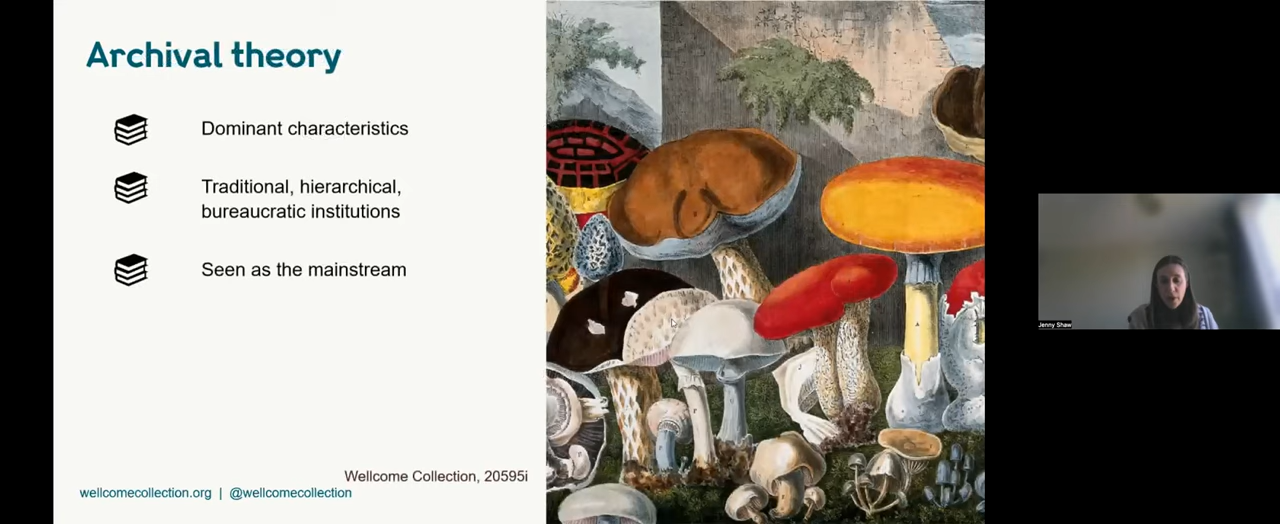 Archival theory
Dominant characteristics
Traditional, hierarchical,
bureaucratic institutions
Seen as the mainstream
Wellcome Collection, 20595i
wellcomecollection.org | @wellcomecollection
Jenny Shaw